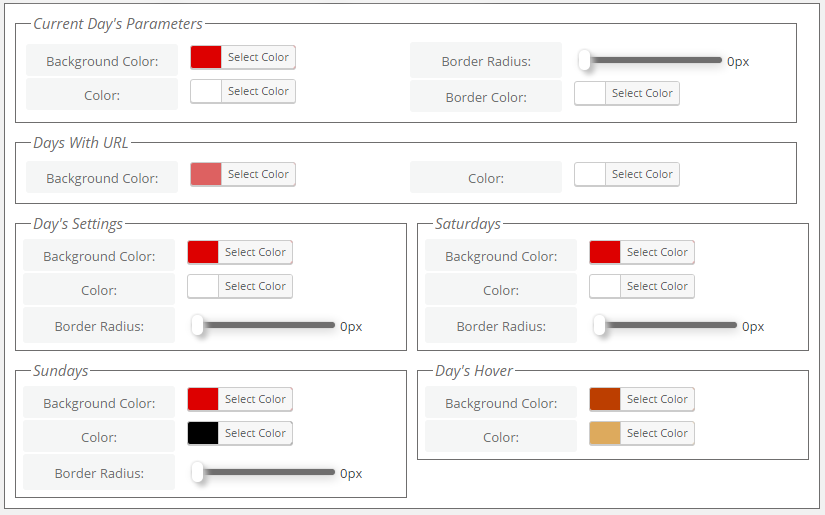 Current Day's Parameters
Background Color: Select Color Border Radius: 0px
Color: Select Color Border Color: Select Color
Days With URL
Background Color: Select Color Color: Select Color
Day's Settings
Background Color: Select Color
Color: Select Color
Border Radius: 0px
Saturdays
Background Color: Select Color
Color: Select Color
Border Radius: 0px
Sundays
Background Color: Select Color
Color: Select Color
Border Radius: 0px
Day's Hover
Background Color: Select Color
Color: Select Color